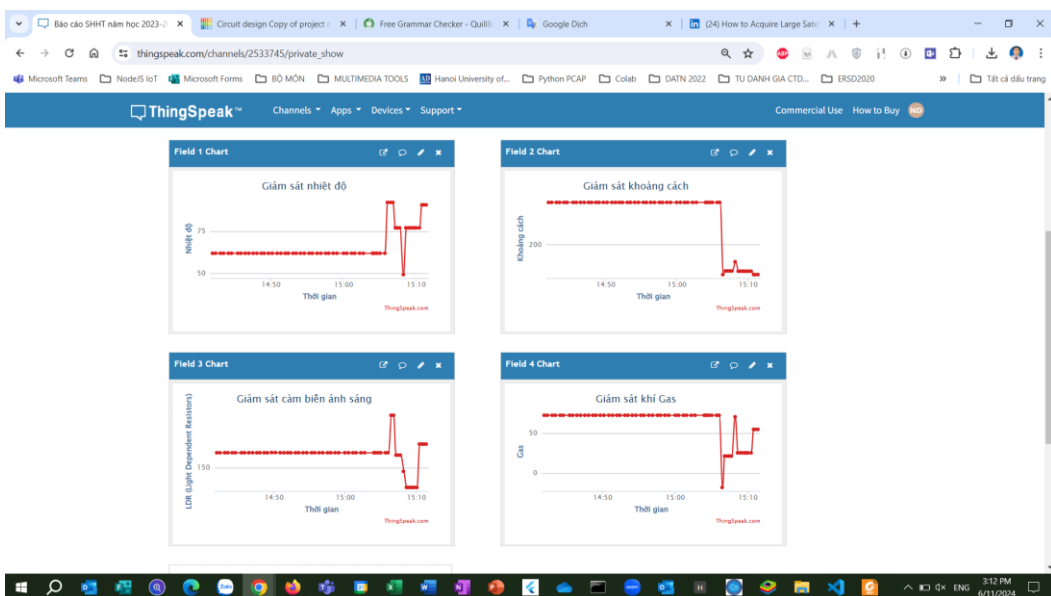 Báo cáo SHHT năm học 2023-2
Circuit design Copy of project n
Free Grammar Checker - QuillB
Google Dịch
(24) How to Acquire Large Sate
thingspeak.com/channels/2533745/private_show
Microsoft Teams
NodeJS IoT
Microsoft Forms
BỘ MÔN
MULTIMEDIA TOOLS
Hanoi University of...
Python PCAP
Colab
DATN 2022
TU DANH GIA CTD...
ERSD2020
Tất cả dấu trang
ThingSpeak™
Channels
Apps
Devices
Support
Commercial Use
How to Buy
ND
Field 1 Chart
Giám sát nhiệt độ
Nhiệt độ
75
50
14:50
15:00
15:10
Thời gian
ThingSpeak.com
Field 2 Chart
Giám sát khoảng cách
Khoảng cách
200
14:50
15:00
15:10
Thời gian
ThingSpeak.com
Field 3 Chart
Giám sát cảm biến ánh sáng
LDR (Light Dependent Resistors)
150
14:50
15:00
15:10
Thời gian
ThingSpeak.com
Field 4 Chart
Giám sát khí Gas
Gas
50
0
14:50
15:00
15:10
Thời gian
ThingSpeak.com
Zalo
ENG
3:12 PM
6/11/2024